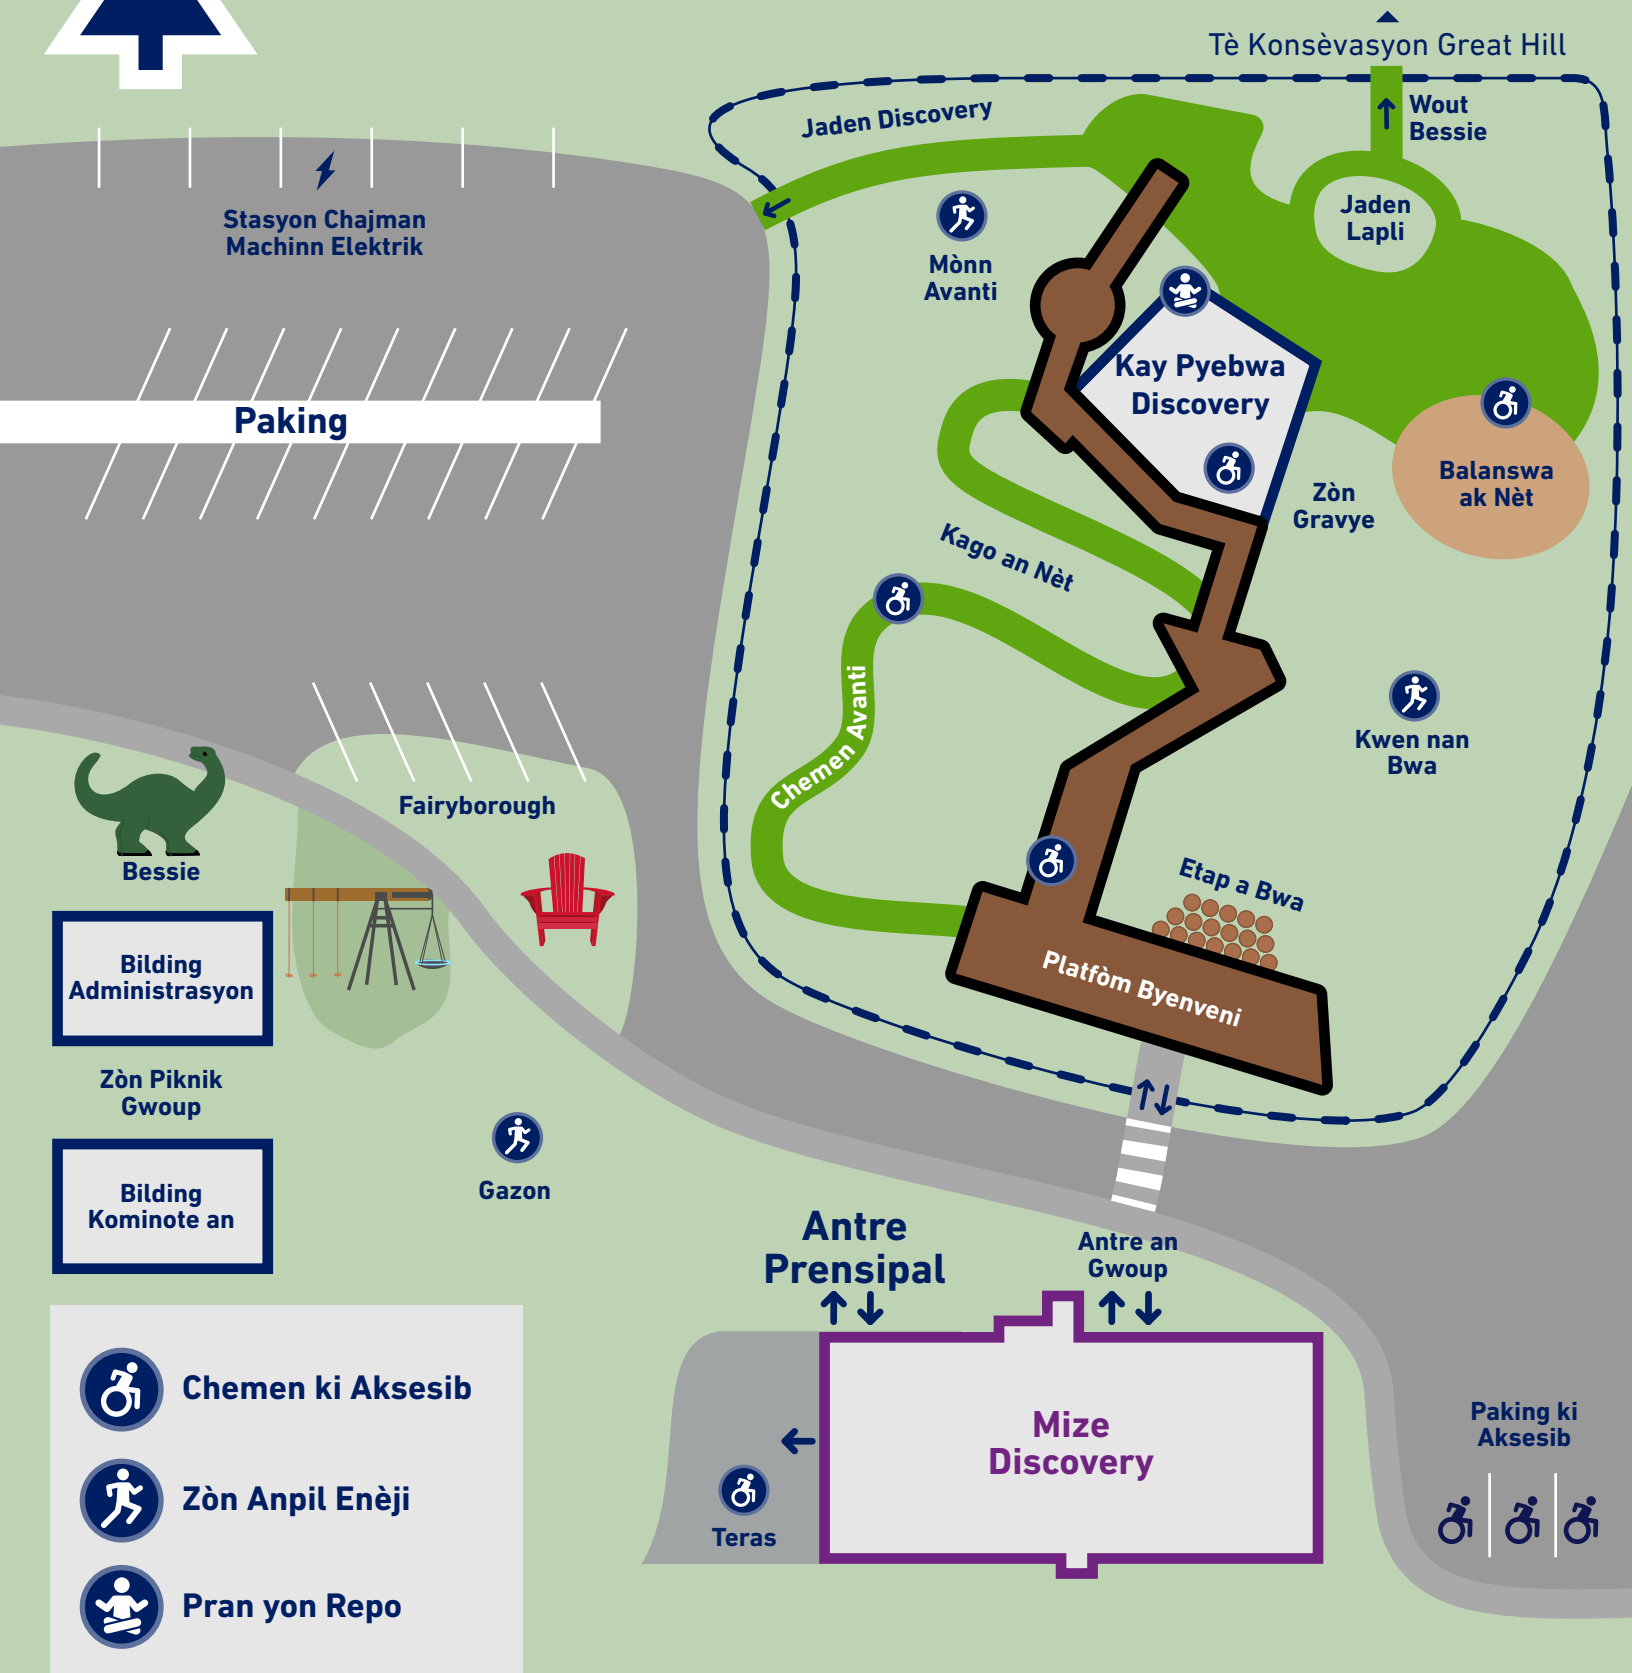 Tè Konsèvasyon Great Hill
Wout
Bessie
Jaden Discovery
Jaden
Lapli
Stasyon Chajman
Machinn Elektrik
Mònn
Avanti
Kay Pyebwa
Discovery
Paking
Balanswa
ak Nèt
Zòn
Gravye
Kago an Nèt
Chemen Avanti
Kwen nan
Bwa
Fairyborough
Bessie
Etap a Bwa
Platfòm Byenveni
Bilding
Administrasyon
Zòn Piknik
Gwoup
Bilding
Kominote an
Gazon
Antre
Prensipal
Antre an
Gwoup
Chemen ki Aksesib
Zòn Anpil Enèji
Pran yon Repo
Mize
Discovery
Teras
Paking ki
Aksesib